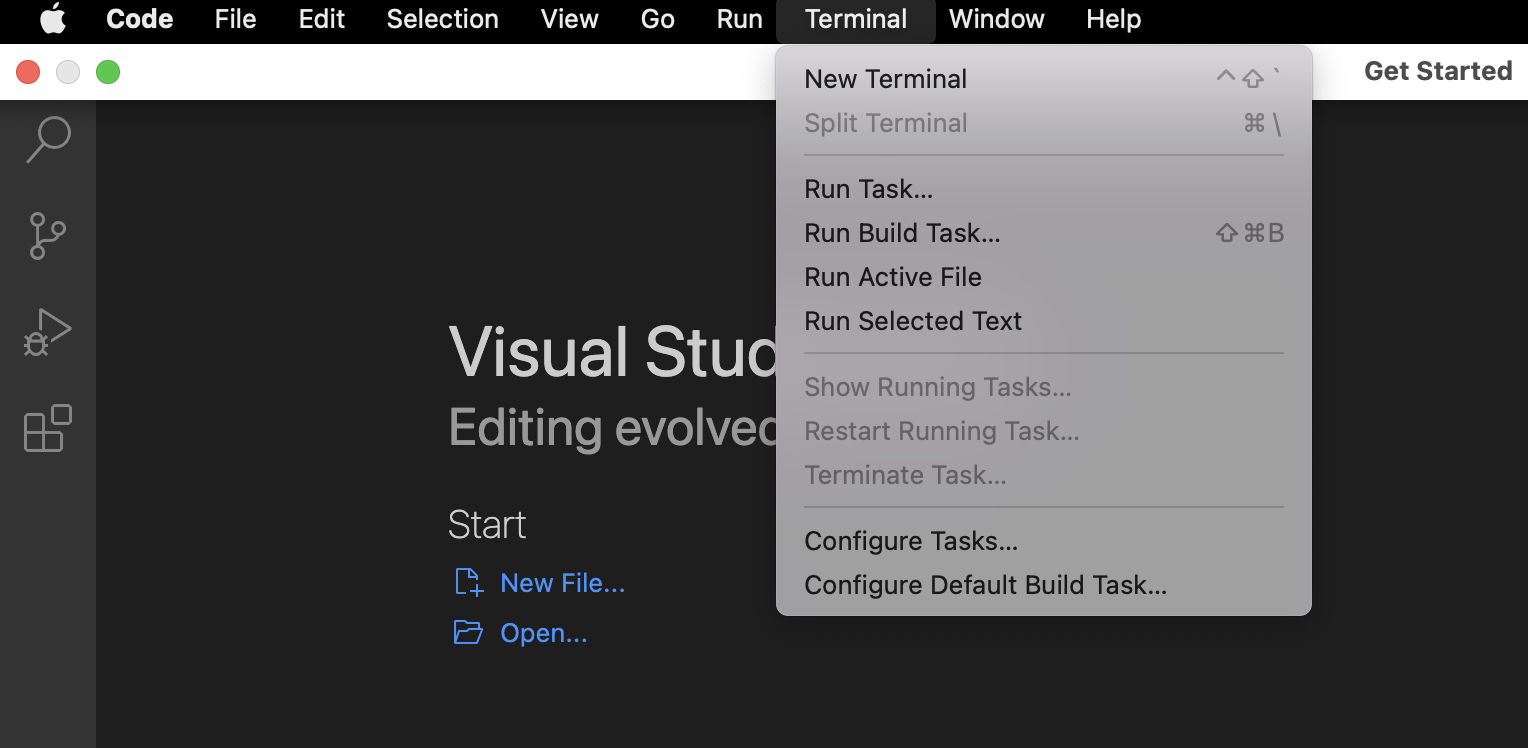 Code File Edit Selection View Go Run Terminal Window Help
Get Started
New Terminal ^⇧`
Split Terminal ⌘\
Run Task...
Run Build Task... ⇧⌘B
Run Active File
Run Selected Text
Show Running Tasks...
Restart Running Task...
Terminate Task...
Configure Tasks...
Configure Default Build Task...
Visual Stud
Editing evolved
Start
New File...
Open...